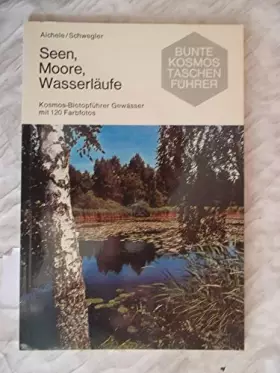 Aichele/Schwegler
Seen,
Moore,
Wasserläufe
Kosmos-Biotopführer Gewässer
mit 120 Farbfotos
BUNTE
KOSMOS
TASCHEN
FÜHRER